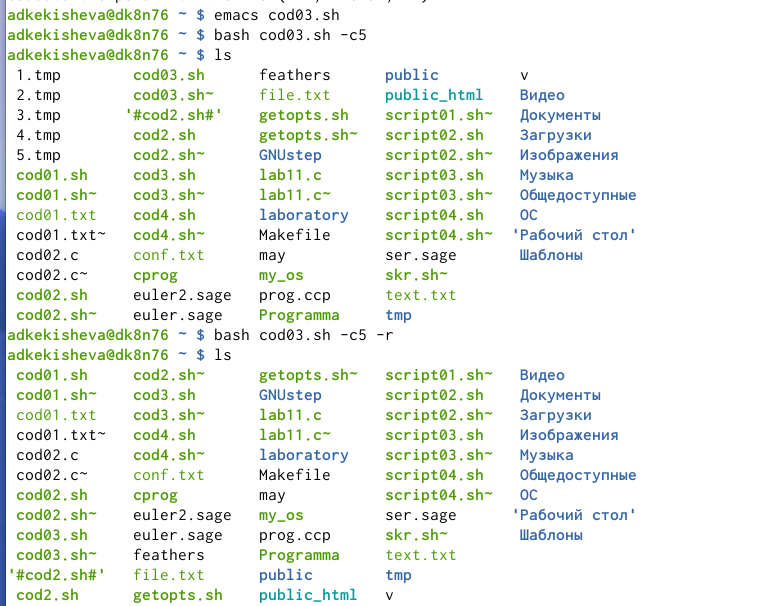 adkekisheva@dk8n76 ~ $ emacs cod03.sh
adkekisheva@dk8n76 ~ $ bash cod03.sh -c5
adkekisheva@dk8n76 ~ $ ls
1.tmp cod03.sh feathers public v
2.tmp cod03.sh~ file.txt public_html Видео
3.tmp '#cod2.sh#' getopts.sh script01.sh~ Документы
4.tmp cod2.sh getopts.sh~ script02.sh Загрузки
5.tmp cod2.sh~ GNUstep script02.sh~ Изображения
cod01.sh cod3.sh lab11.c script03.sh Музыка
cod01.sh~ cod3.sh~ lab11.c~ script03.sh~ Общедоступные
cod01.txt cod4.sh laboratory script04.sh ОС
cod01.txt~ cod4.sh~ Makefile script04.sh~ 'Рабочий стол'
cod02.c conf.txt may ser.sage Шаблоны
cod02.c~ cprog my_os skr.sh~
cod02.sh euler2.sage prog.ccp text.txt
cod02.sh~ euler.sage Programma tmp
adkekisheva@dk8n76 ~ $ bash cod03.sh -c5 -r
adkekisheva@dk8n76 ~ $ ls
cod01.sh cod2.sh~ getopts.sh~ script01.sh~ Видео
cod01.sh~ cod3.sh GNUstep script02.sh Документы
cod01.txt cod3.sh~ lab11.c script02.sh~ Загрузки
cod01.txt~ cod4.sh lab11.c~ script03.sh Изображения
cod02.c cod4.sh~ laboratory script03.sh~ Музыка
cod02.c~ conf.txt Makefile script04.sh Общедоступные
cod02.sh cprog may script04.sh~ ОС
cod02.sh~ euler2.sage my_os ser.sage 'Рабочий стол'
cod03.sh euler.sage prog.ccp skr.sh~ Шаблоны
cod03.sh~ feathers Programma text.txt
'#cod2.sh#' file.txt public tmp
cod2.sh getopts.sh public_html v